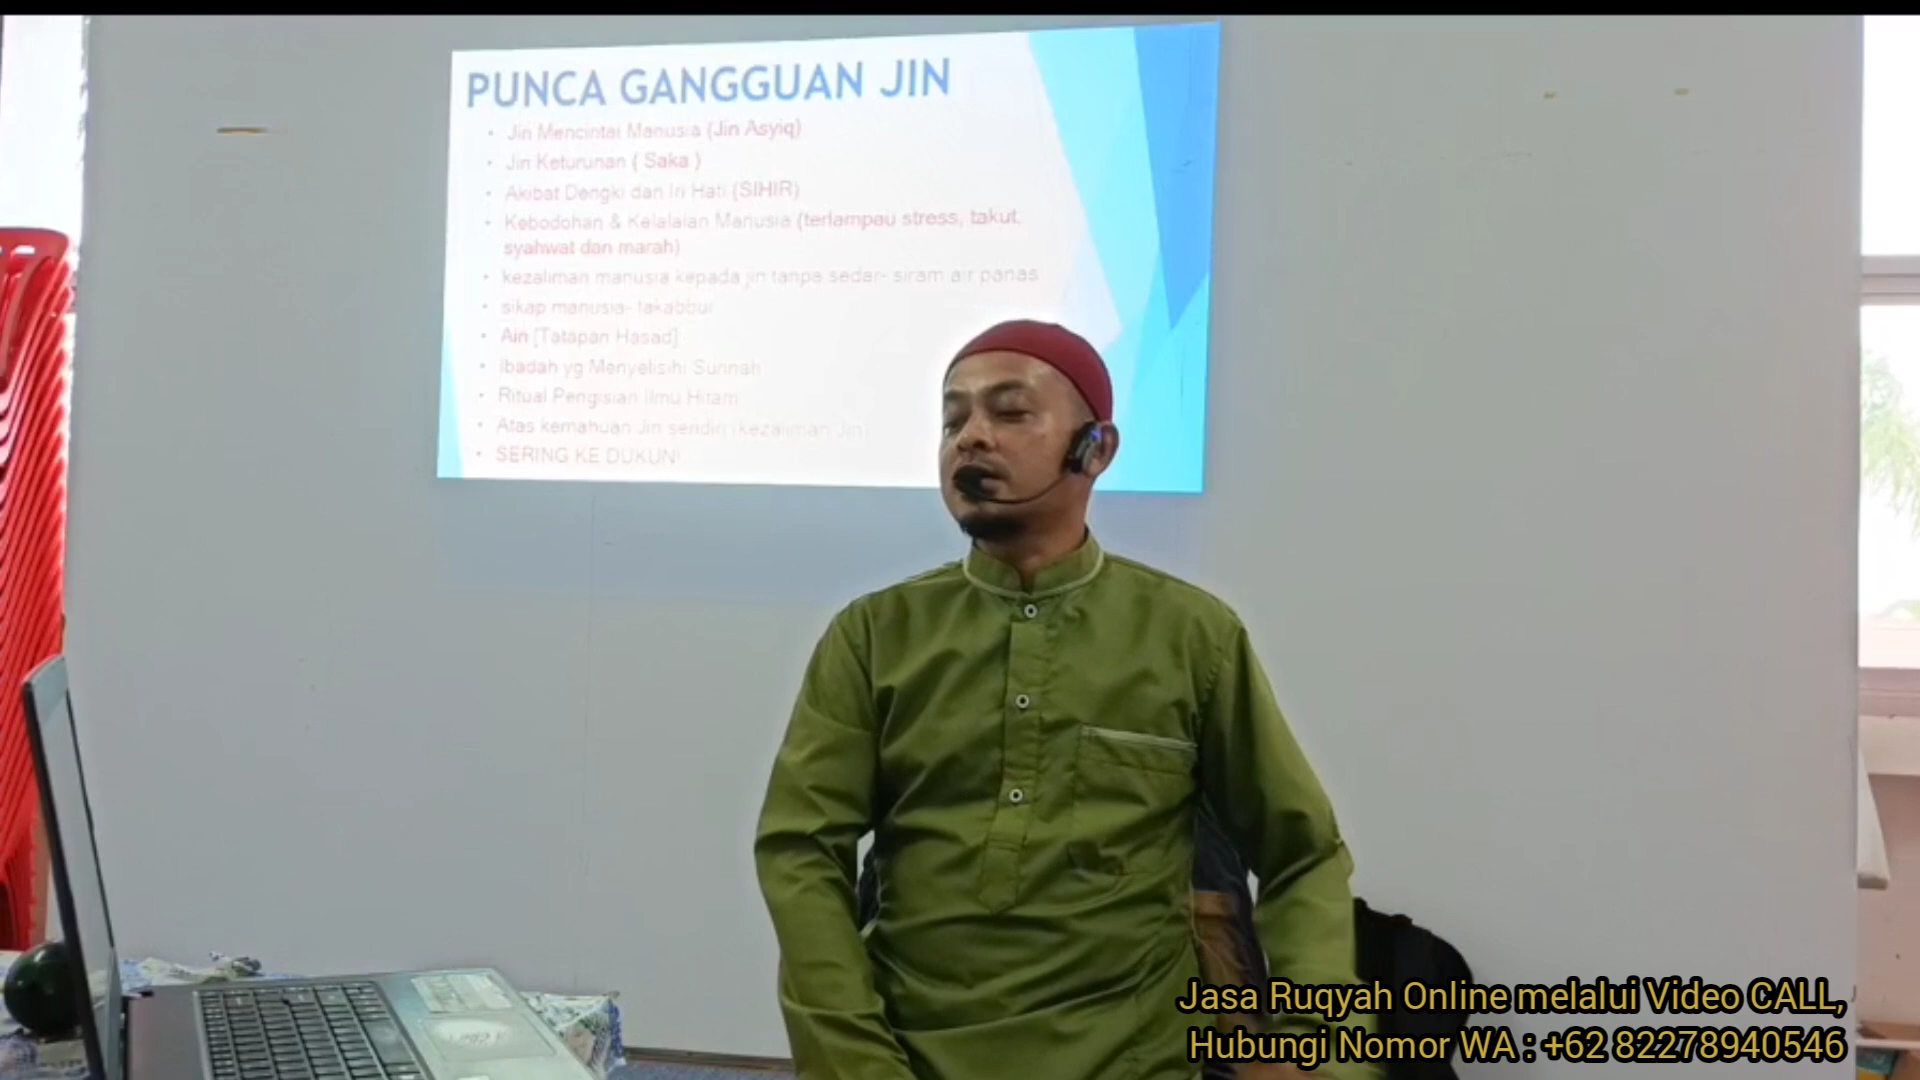 PUNCA GANGGUAN JIN
• Jin Mencintai Manusia (Jin Asyiq)
• Jin Keturunan ( Saka )
• Akibat Dengki dan Iri Hati (SIHIR)
• Kebodohan & Kelalaian Manusia (terlampau stress, takut,
syahwat dan marah)
• kezaliman manusia kepada jin tanpa sedar- siram air panas
• sikap manusia- takabbur
• Ain [Tatapan Hasad]
• Ibadah yg Menyelisihi Sunnah
• Ritual Pengisian Ilmu Hitam
• Atas kemahuan Jin sendiri (kezaliman Jin)
• SERING KE DUKUN!
Jasa Ruqyah Online melalui Video CALL,
Hubungi Nomor WA : +62 82278940546